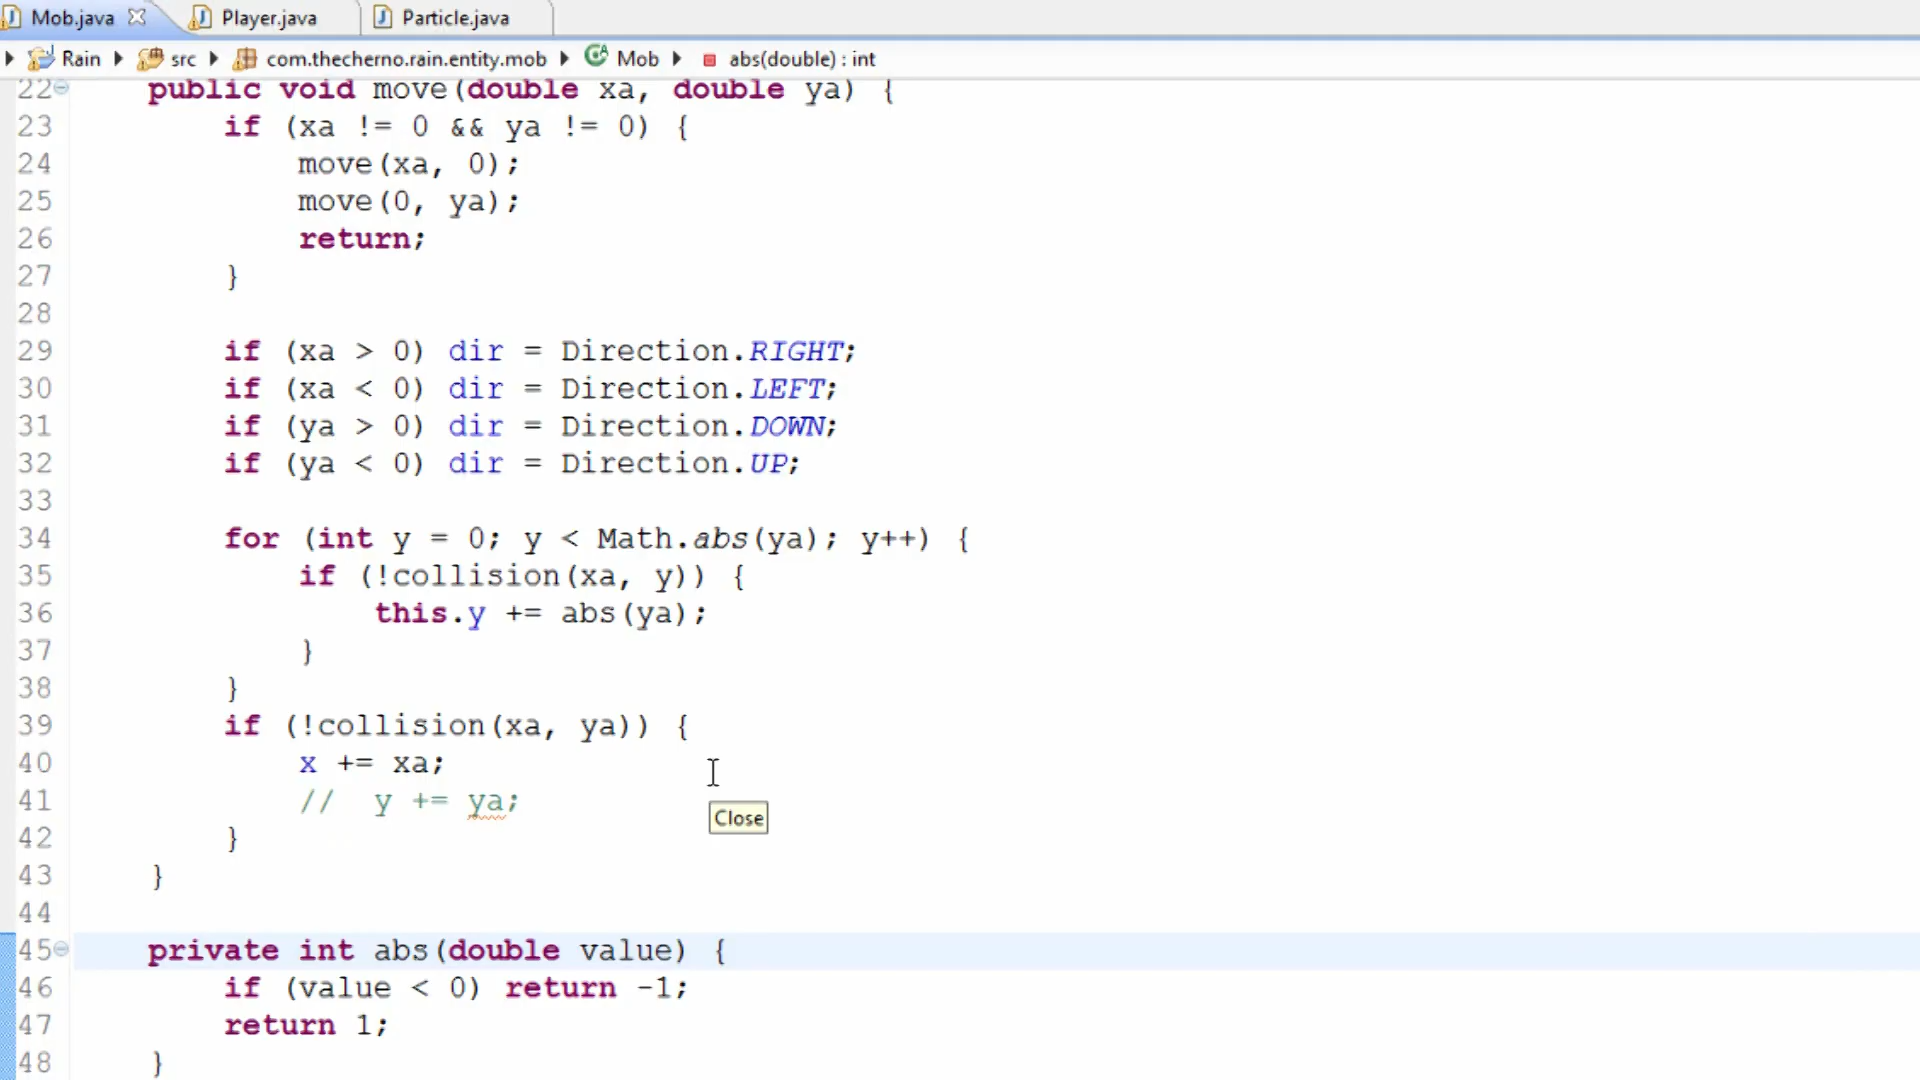 Mob.java Player.java Particle.java
Rain src com.thecherno.rain.entity.mob Mob abs(double) : int
22 public void move(double xa, double ya) {
23 if (xa != 0 && ya != 0) {
24 move(xa, 0);
25 move(0, ya);
26 return;
27 }
28
29 if (xa > 0) dir = Direction.RIGHT;
30 if (xa < 0) dir = Direction.LEFT;
31 if (ya > 0) dir = Direction.DOWN;
32 if (ya < 0) dir = Direction.UP;
33
34 for (int y = 0; y < Math.abs(ya); y++) {
35 if (!collision(xa, y)) {
36 this.y += abs(ya);
37 }
38 }
39 if (!collision(xa, ya)) {
40 x += xa;
41 // y += ya;
Close
42 }
43 }
44
45 private int abs(double value) {
46 if (value < 0) return -1;
47 return 1;
48 }